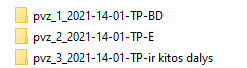 pvz_1_2021-14-01-TP-BD
pvz_2_2021-14-01-TP-E
pvz_3_2021-14-01-TP-ir kitos dalys